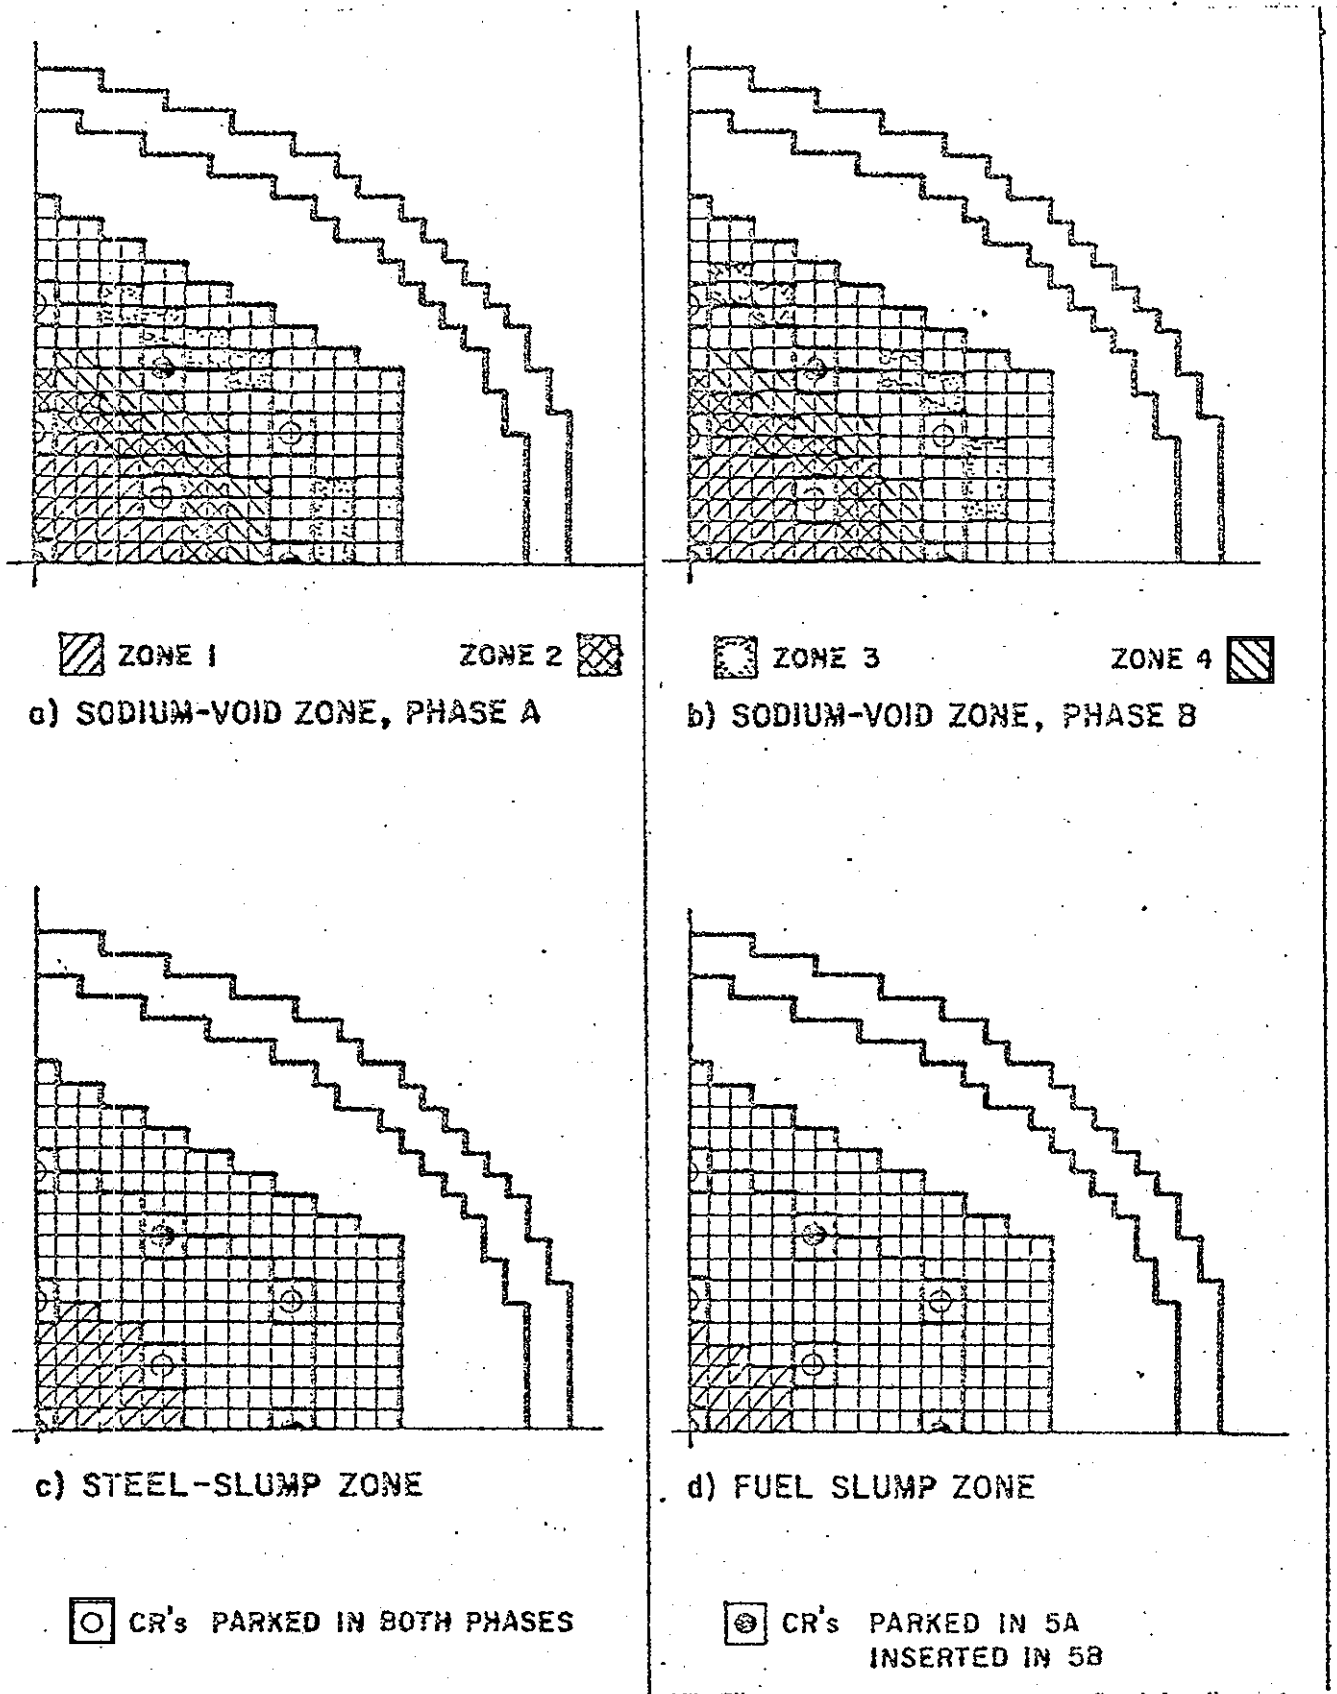 ZONE 1
ZONE 2
ZONE 3
ZONE 4
a) SODIUM-VOID ZONE, PHASE A
b) SODIUM-VOID ZONE, PHASE B
c) STEEL-SLUMP ZONE
d) FUEL SLUMP ZONE
CR's PARKED IN BOTH PHASES
CR's PARKED IN 5A
INSERTED IN 5B